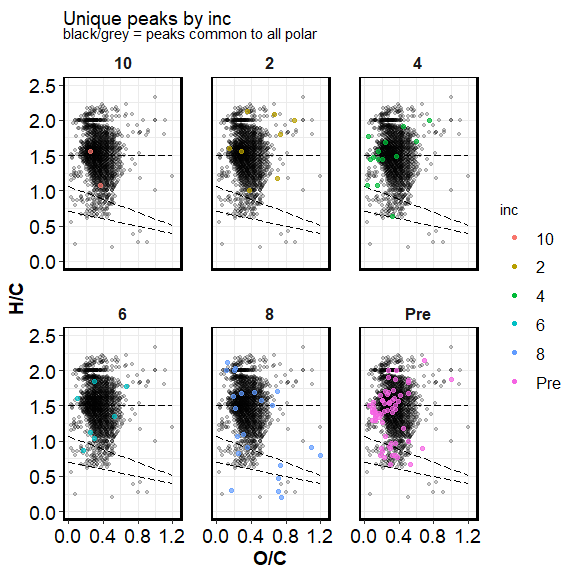 Unique peaks by inc
black/grey = peaks common to all polar
10 2 4
2.5
2.0
1.5
1.0
0.5
0.0
6 8 Pre
2.5
2.0
1.5
1.0
0.5
0.0
0.0 0.4 0.8 1.2 0.0 0.4 0.8 1.2 0.0 0.4 0.8 1.2
H/C
O/C
inc
10
2
4
6
8
Pre